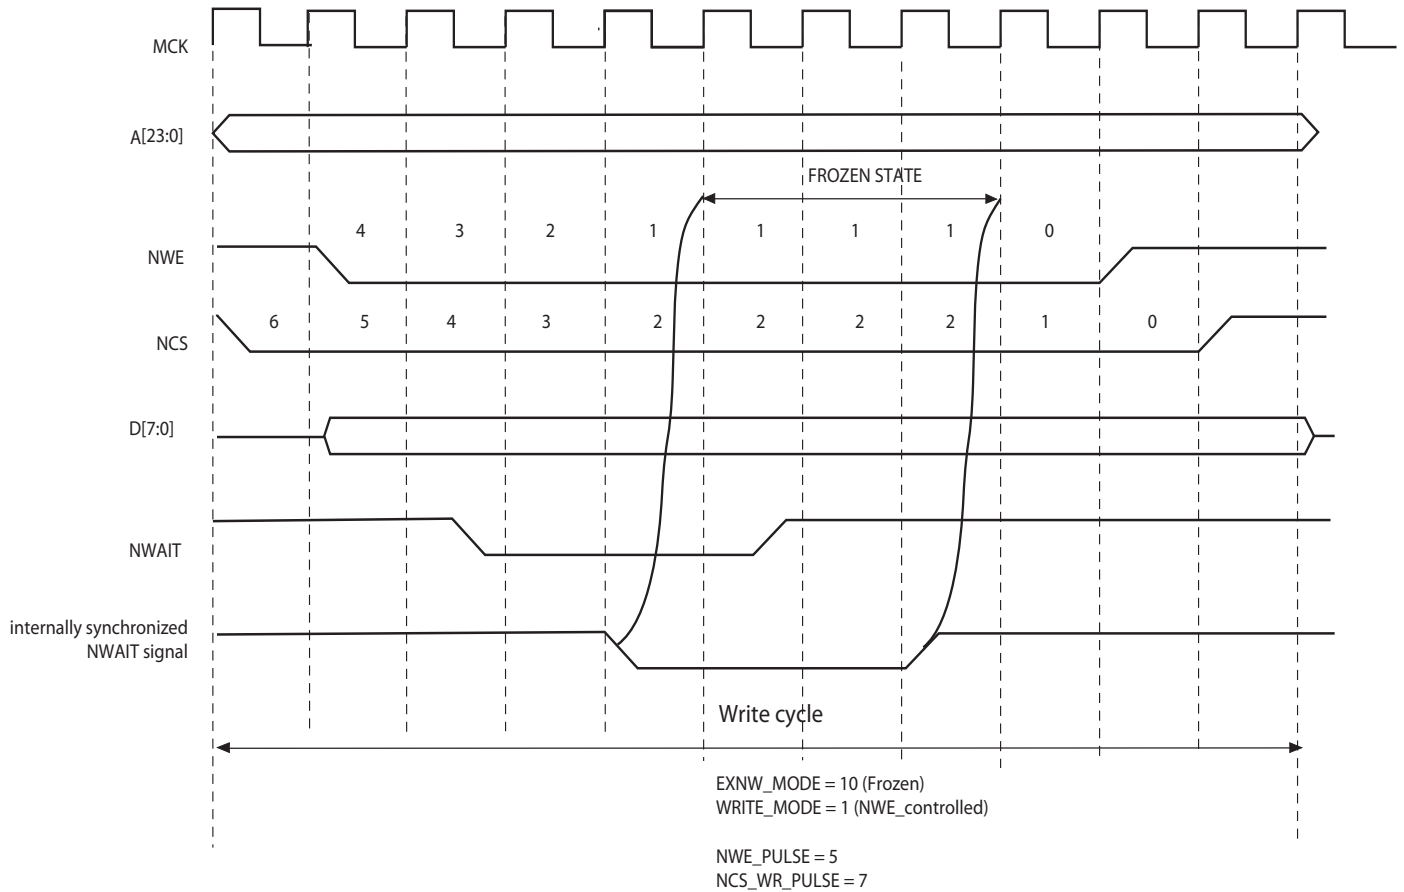 MCK
A[23:0]
FROZEN STATE
4 3 2 1 1 1 1 0
NWE
6 5 4 3 2 2 2 2 1 0
NCS
D[7:0]
NWAIT
internally synchronized
NWAIT signal
Write cycle
EXNW_MODE = 10 (Frozen)
WRITE_MODE = 1 (NWE_controlled)
NWE_PULSE = 5
NCS_WR_PULSE = 7